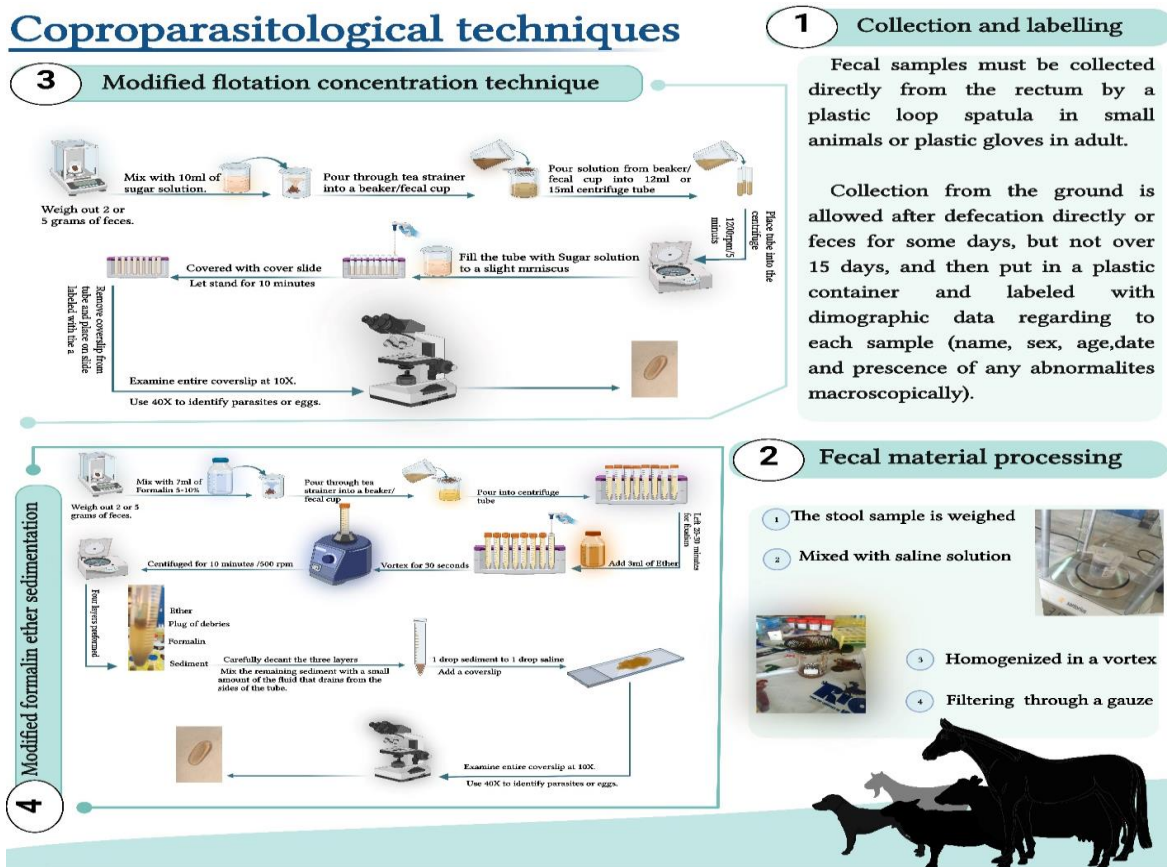 Coproparasitological techniques
1
Collection and labelling
Fecal samples must be collected
directly from the rectum by a
plastic loop spatula in small
animals or plastic gloves in adult.
Collection from the ground is
allowed after defecation directly or
feces for some days, but not over
15 days, and then put in a plastic
container and labeled with
dimographic data regarding to
each sample (name, sex, age,date
and prescence of any abnormalites
macroscopically).
2
Fecal material processing
1
The stool sample is weighed
2
Mixed with saline solution
3
Homogenized in a vortex
4
Filtering through a gauze
3
Modified flotation concentration technique
Weigh out 2 or
5 grams of feces.
Mix with 10ml of
sugar solution.
Pour through tea strainer
into a beaker/fecal cup
Pour solution from beaker/
fecal cup into 12ml or
15ml centrifuge tube
Place tube into the
centrifuge
1200rpm/5
minuts
Fill the tube with Sugar solution
to a slight mrniscus
Covered with cover slide
Let stand for 10 minutes
Remove coverslip from
tube and place on slide
labeled with the a
Examine entire coverslip at 10X.
Use 40X to identify parasites or eggs.
4
Modified formalin ether sedimentation
Weigh out 2 or 5
grams of feces.
Mix with 7ml of
Formalin 5-10%
Pour through tea
strainer into a beaker/
fecal cup
Pour into centrifuge
tube
Left 20-30 minutes
for fixation
Add 3ml of Ether
Vortex for 30 seconds
Centifuged for 10 minutes /500 rpm
Four layers preformed
Ether
Plug of debries
Formalin
Sediment
Carefully decant the three layers
Mix the remaining sediment with a small
amount of the fluid that drains from the
sides of the tube.
1 drop sediment to 1 drop saline
Add a coverslip
Examine entire coverslip at 10X.
Use 40X to identify parasites or eggs.